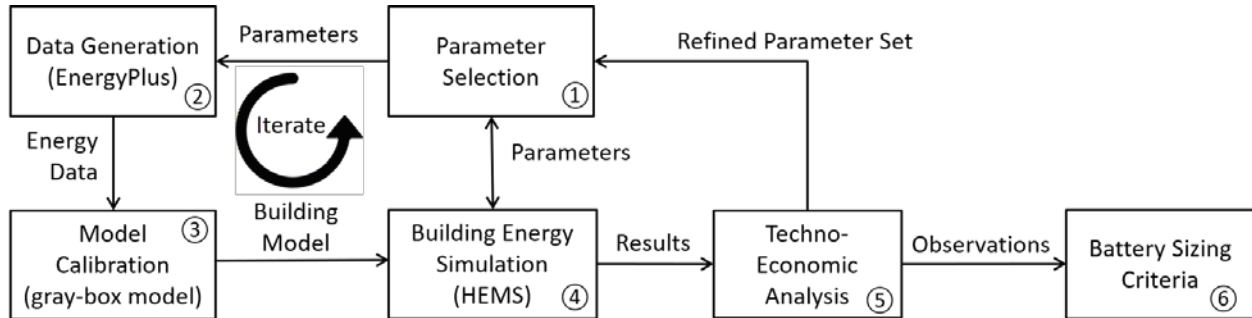 Data Generation
(EnergyPlus)
②
Parameters
Parameter
Selection
①
Refined Parameter Set
Energy
Data
Iterate
Parameters
Model
Calibration
(gray-box model)
③
Building
Model
Building Energy
Simulation
(HEMS)
④
Results
Techno-
Economic
Analysis
⑤
Observations
Battery Sizing
Criteria
⑥